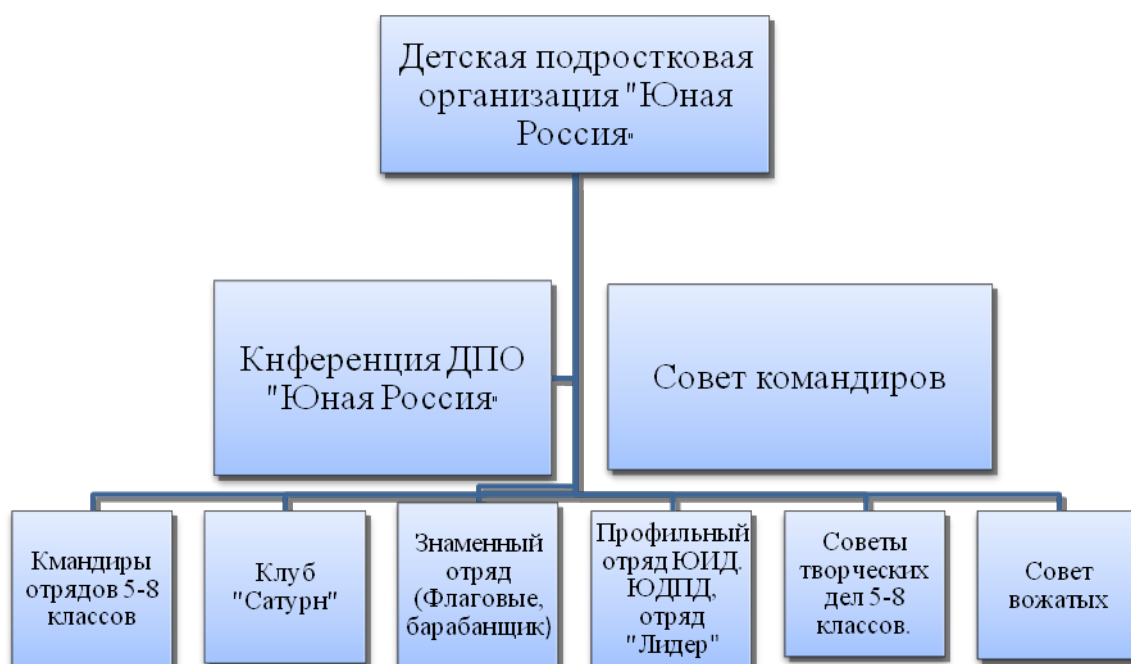 Детская подростковая
организация "Юная
Россия"
Кнференция ДПО
"Юная Россия"
Совет командиров
Кмандиры
отрядов 5-8
классов
Клуб
"Сатурн"
Знаменный
отряд
(Флаговые,
барабанщик)
Профильный
отряд ЮИД.
ЮДПД,
отряд
"Лидер"
Советы
творческих
дел 5-8
классов.
Совет
вожатых